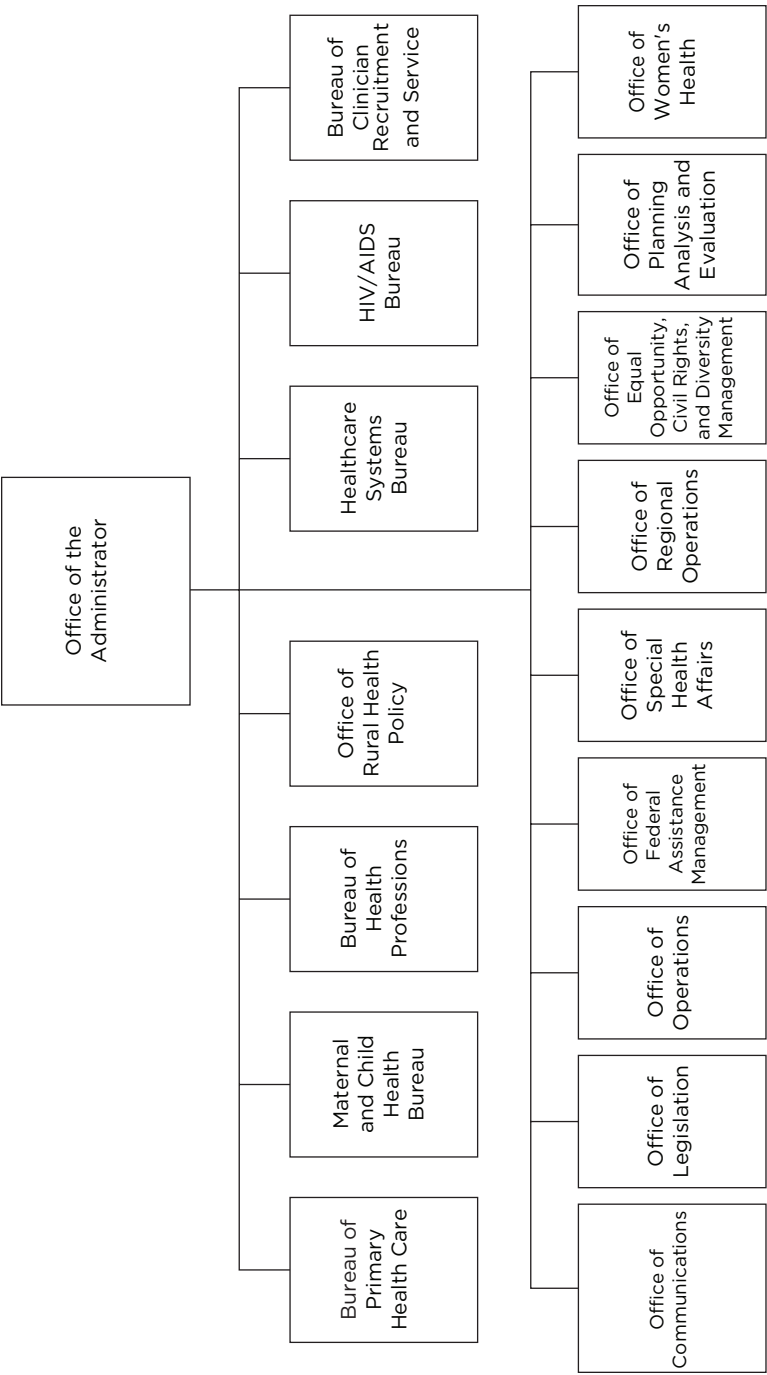 Office of the
Administrator
Bureau of
Primary
Health Care
Maternal
and Child
Health
Bureau
Bureau of
Health
Professions
Office of
Rural Health
Policy
Healthcare
Systems
Bureau
HIV/AIDS
Bureau
Bureau of
Clinician
Recruitment
and Service
Office of
Communications
Office of
Legislation
Office of
Operations
Office of
Federal
Assistance
Management
Office of
Special
Health
Affairs
Office of
Regional
Operations
Office of
Equal
Opportunity,
Civil Rights,
and Diversity
Management
Office of
Planning
Analysis and
Evaluation
Office of
Women's
Health